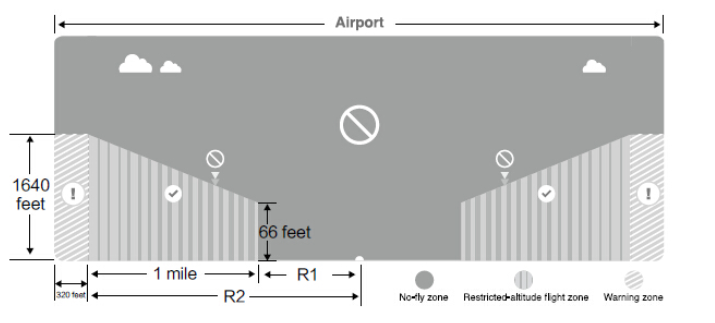 Airport
1640
feet
!
!
66 feet
1 mile
R1
320 feet
R2
No-fly zone
Restricted-altitude flight zone
Warning zone